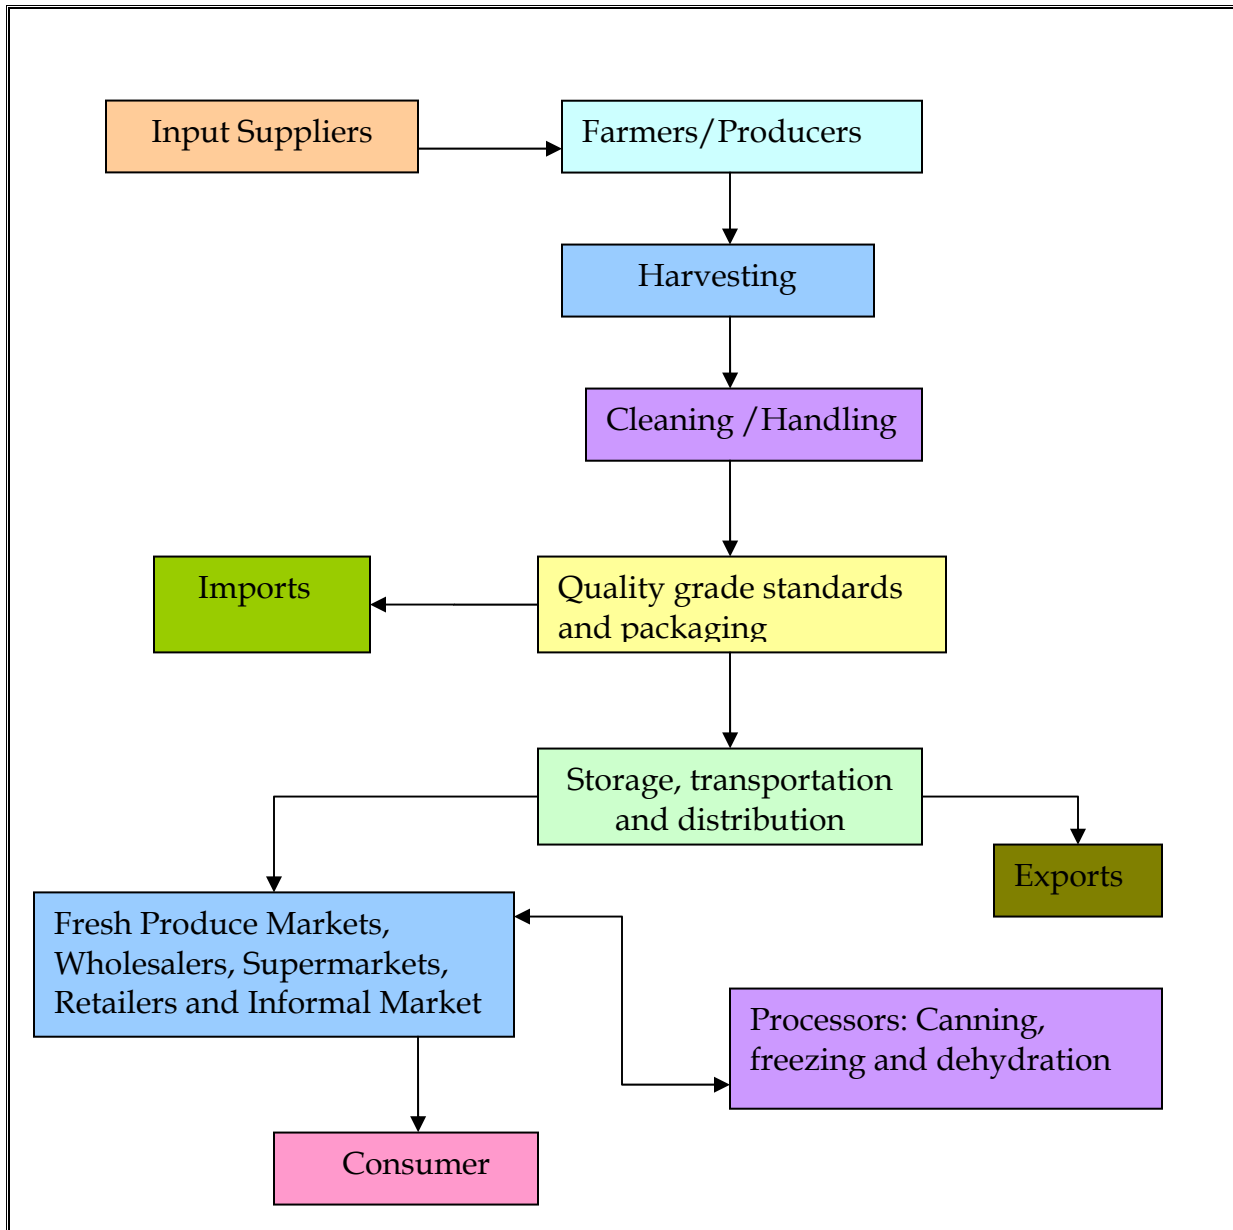 Input Suppliers
Farmers/Producers
Harvesting
Cleaning /Handling
Imports
Quality grade standards
and packaging
Storage, transportation
and distribution
Exports
Fresh Produce Markets,
Wholesalers, Supermarkets,
Retailers and Informal Market
Processors: Canning,
freezing and dehydration
Consumer